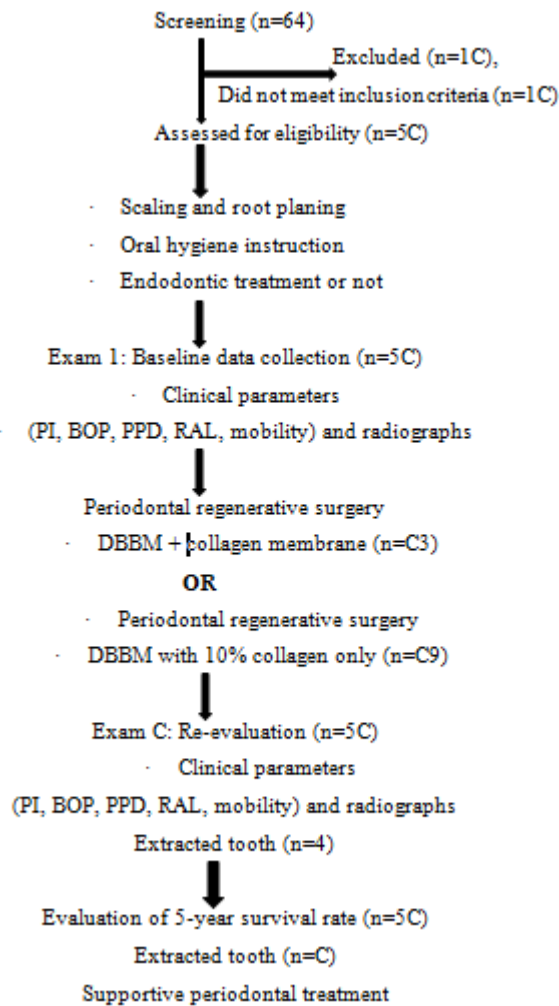 Screening (n=64)
Excluded (n=1C),
Did not meet inclusion criteria (n=1C)
Assessed for eligibility (n=5C)
· Scaling and root planing
· Oral hygiene instruction
· Endodontic treatment or not
Exam 1: Baseline data collection (n=5C)
· Clinical parameters
· (PI, BOP, PPD, RAL, mobility) and radiographs
Periodontal regenerative surgery
· DBBM + collagen membrane (n=C3)
OR
· Periodontal regenerative surgery
· DBBM with 10% collagen only (n=C9)
Exam C: Re-evaluation (n=5C)
· Clinical parameters
(PI, BOP, PPD, RAL, mobility) and radiographs
Extracted tooth (n=4)
Evaluation of 5-year survival rate (n=5C)
Extracted tooth (n=C)
Supportive periodontal treatment